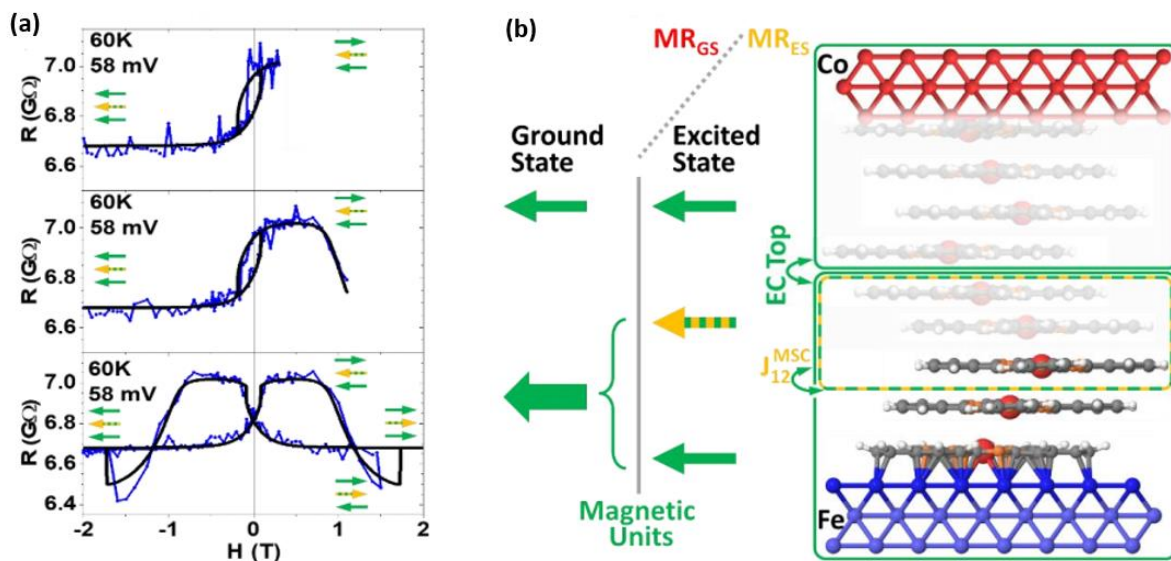 (a)
60K
58 mV
7.0
6.8
6.6
R (GΩ)
60K
58 mV
7.0
6.8
6.6
R (GΩ)
60K
58 mV
7.0
6.8
6.6
6.4
R (GΩ)
-2 -1 0 1 2
H (T)
(b)
MR_GS MR_ES
Ground
State
Excited
State
Magnetic
Units
Co
EC Top
J_12^MSC
Fe